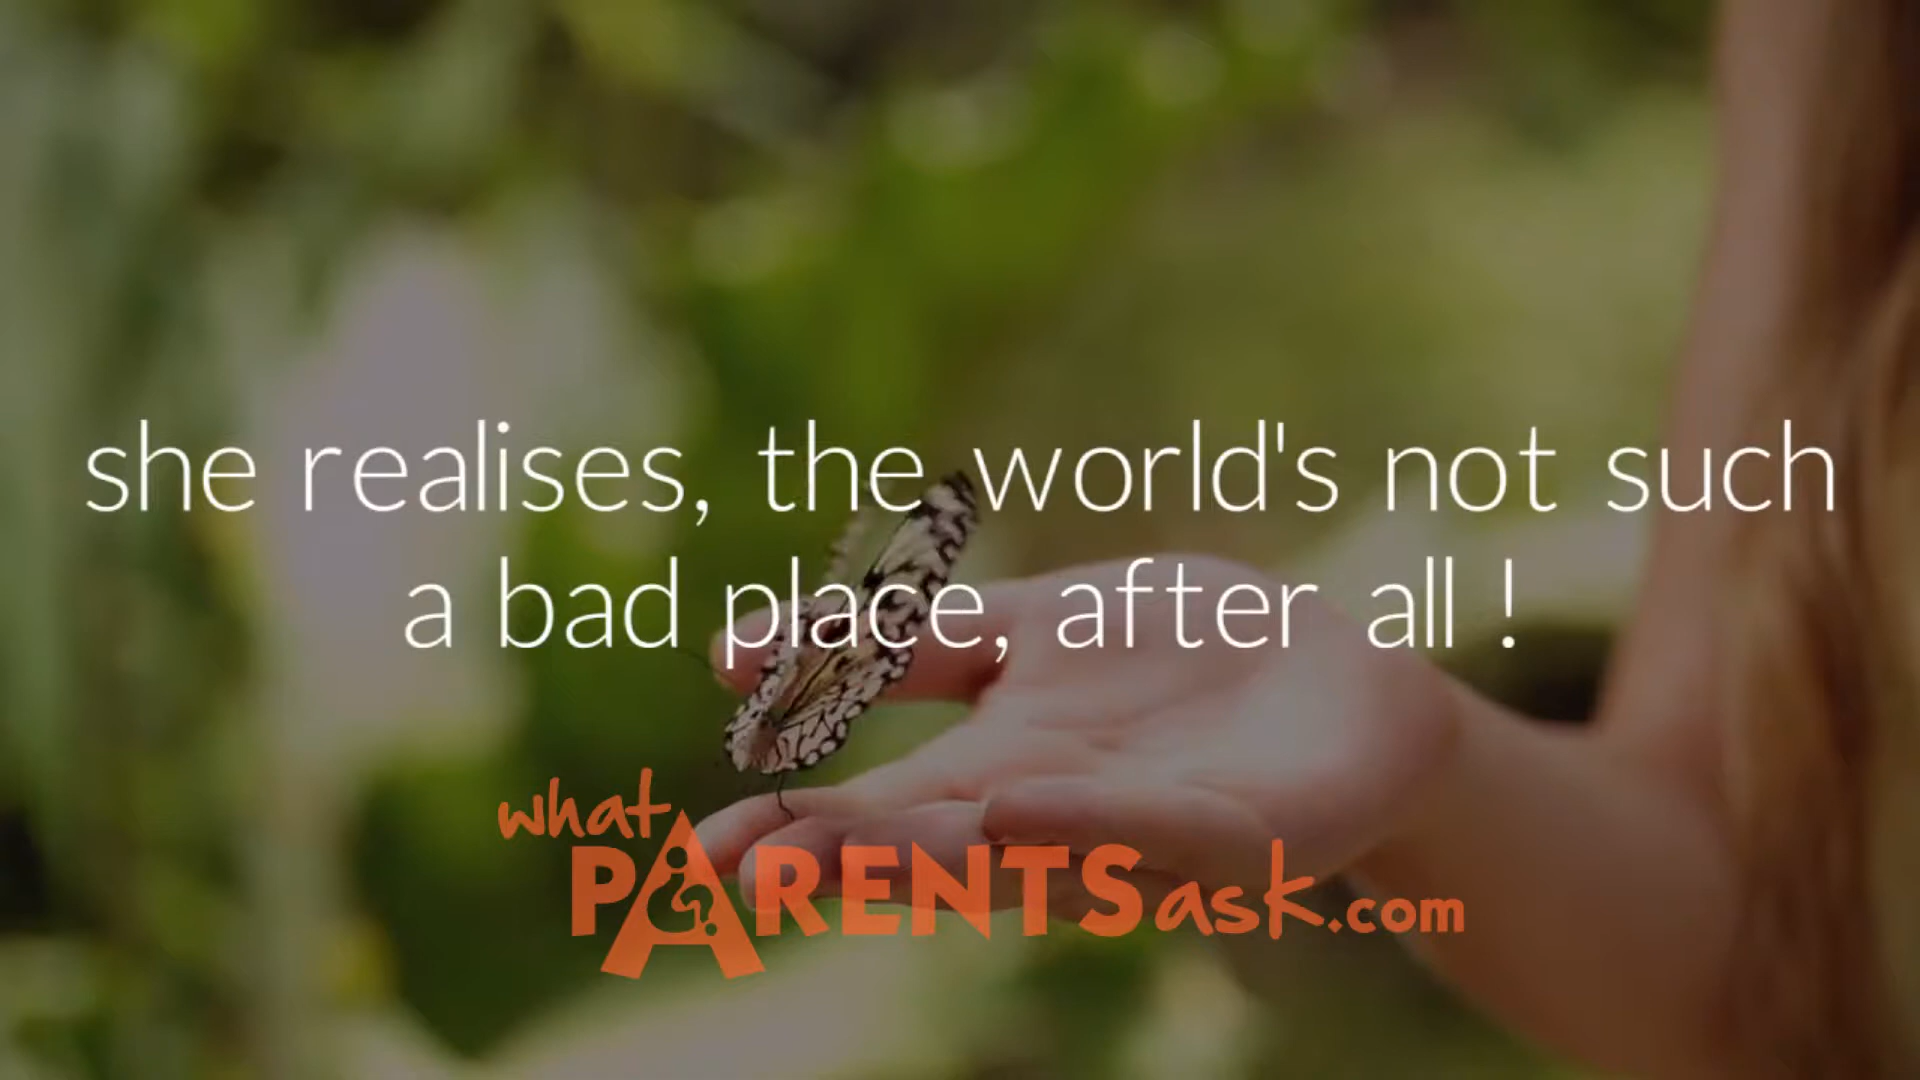 she realises, the world's not such
a bad place, after all !
what
PARENTS ask.com